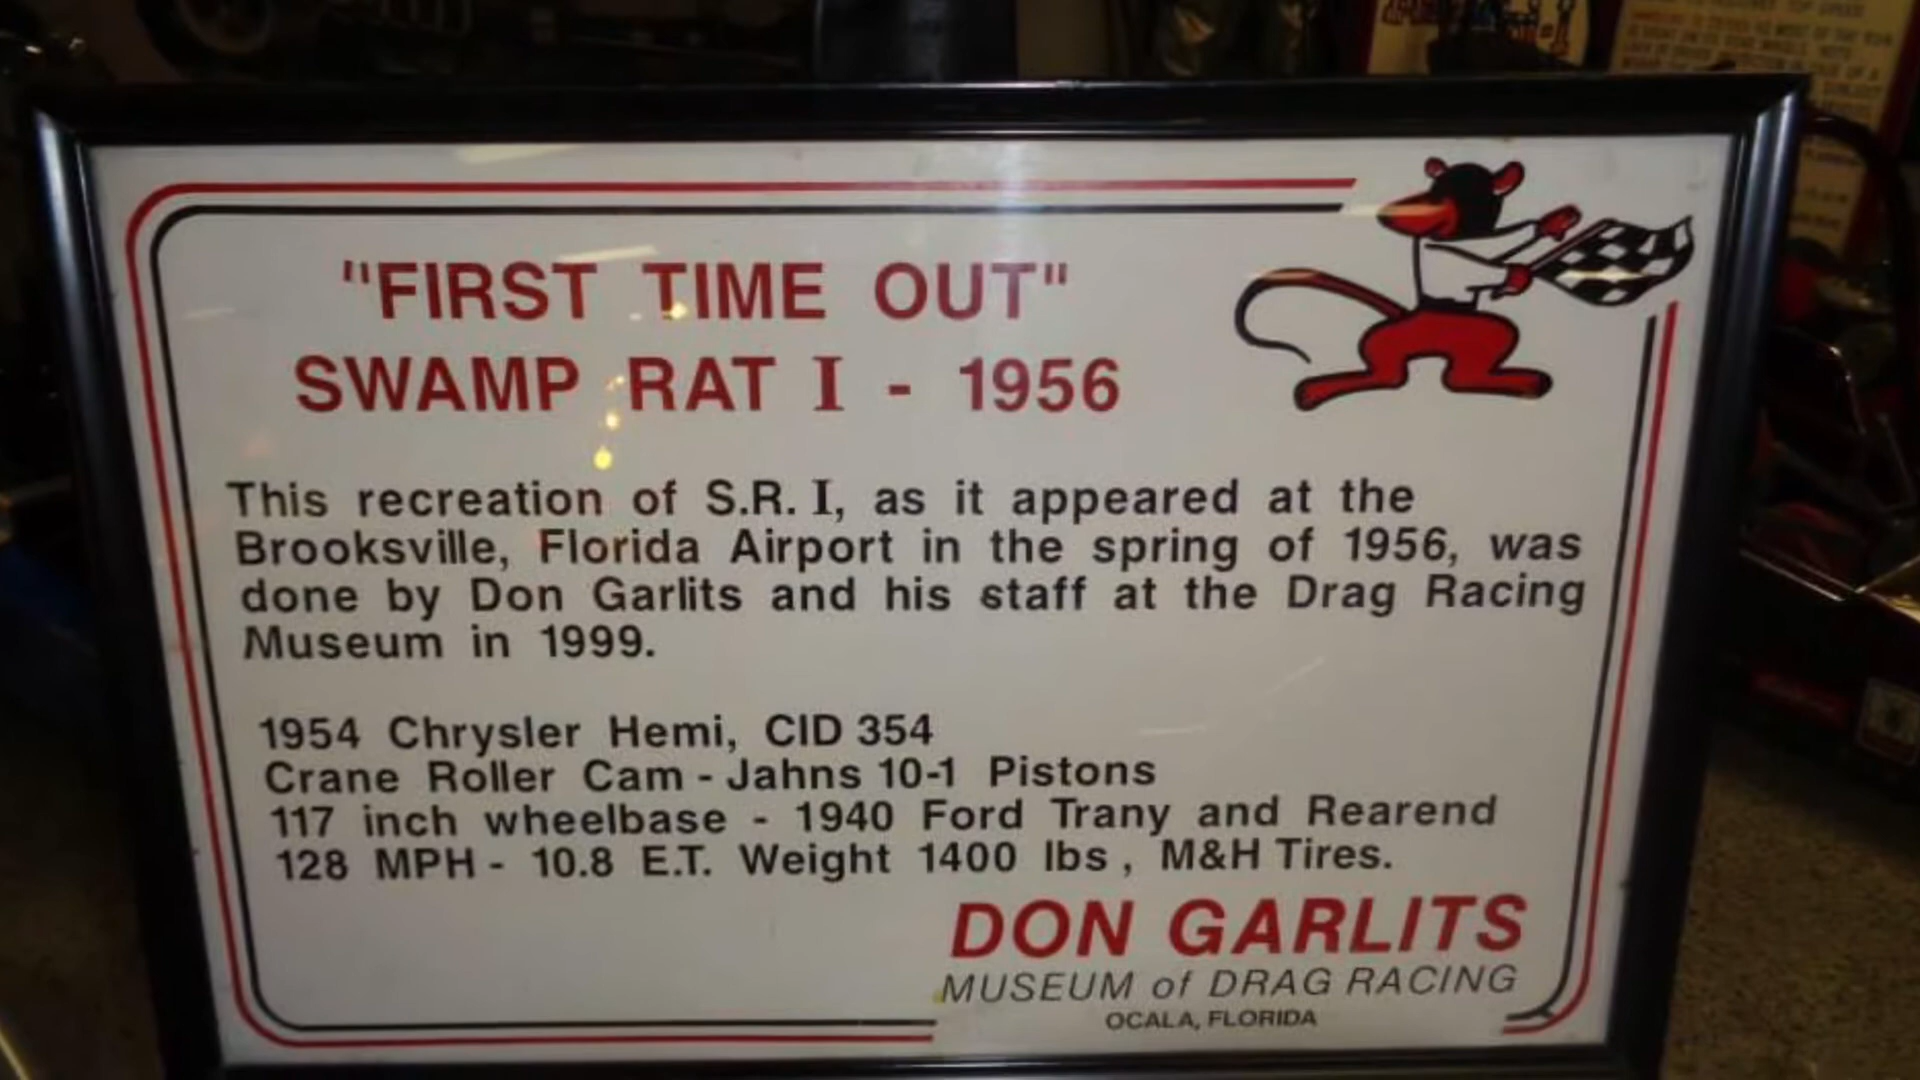 "FIRST TIME OUT"
SWAMP RAT I - 1956
This recreation of S.R. I, as it appeared at the
Brooksville, Florida Airport in the spring of 1956, was
done by Don Garlits and his staff at the Drag Racing
Museum in 1999.
1954 Chrysler Hemi, CID 354
Crane Roller Cam - Jahns 10-1 Pistons
117 inch wheelbase - 1940 Ford Trany and Rearend
128 MPH - 10.8 E.T. Weight 1400 lbs, M&H Tires.
DON GARLITS
MUSEUM of DRAG RACING
OCALA, FLORIDA